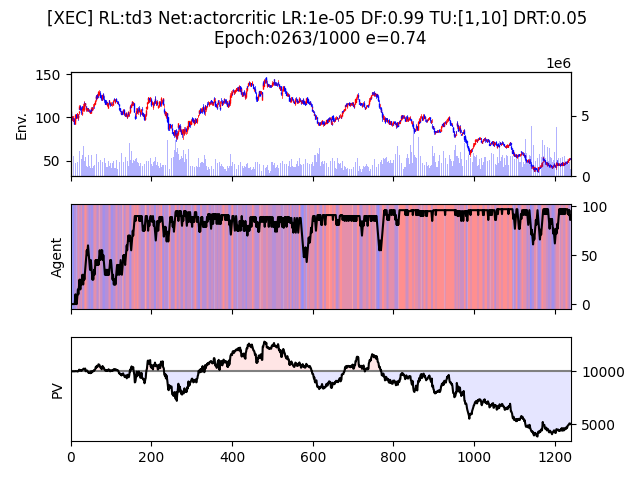 [XEC] RL:td3 Net:actorcritic LR:1e-05 DF:0.99 TU:[1,10] DRT:0.05
Epoch:0263/1000 e=0.74
1e6
150
100
50
Env.
5
0
Agent
100
50
0
PV
10000
5000
0 200 400 600 800 1000 1200